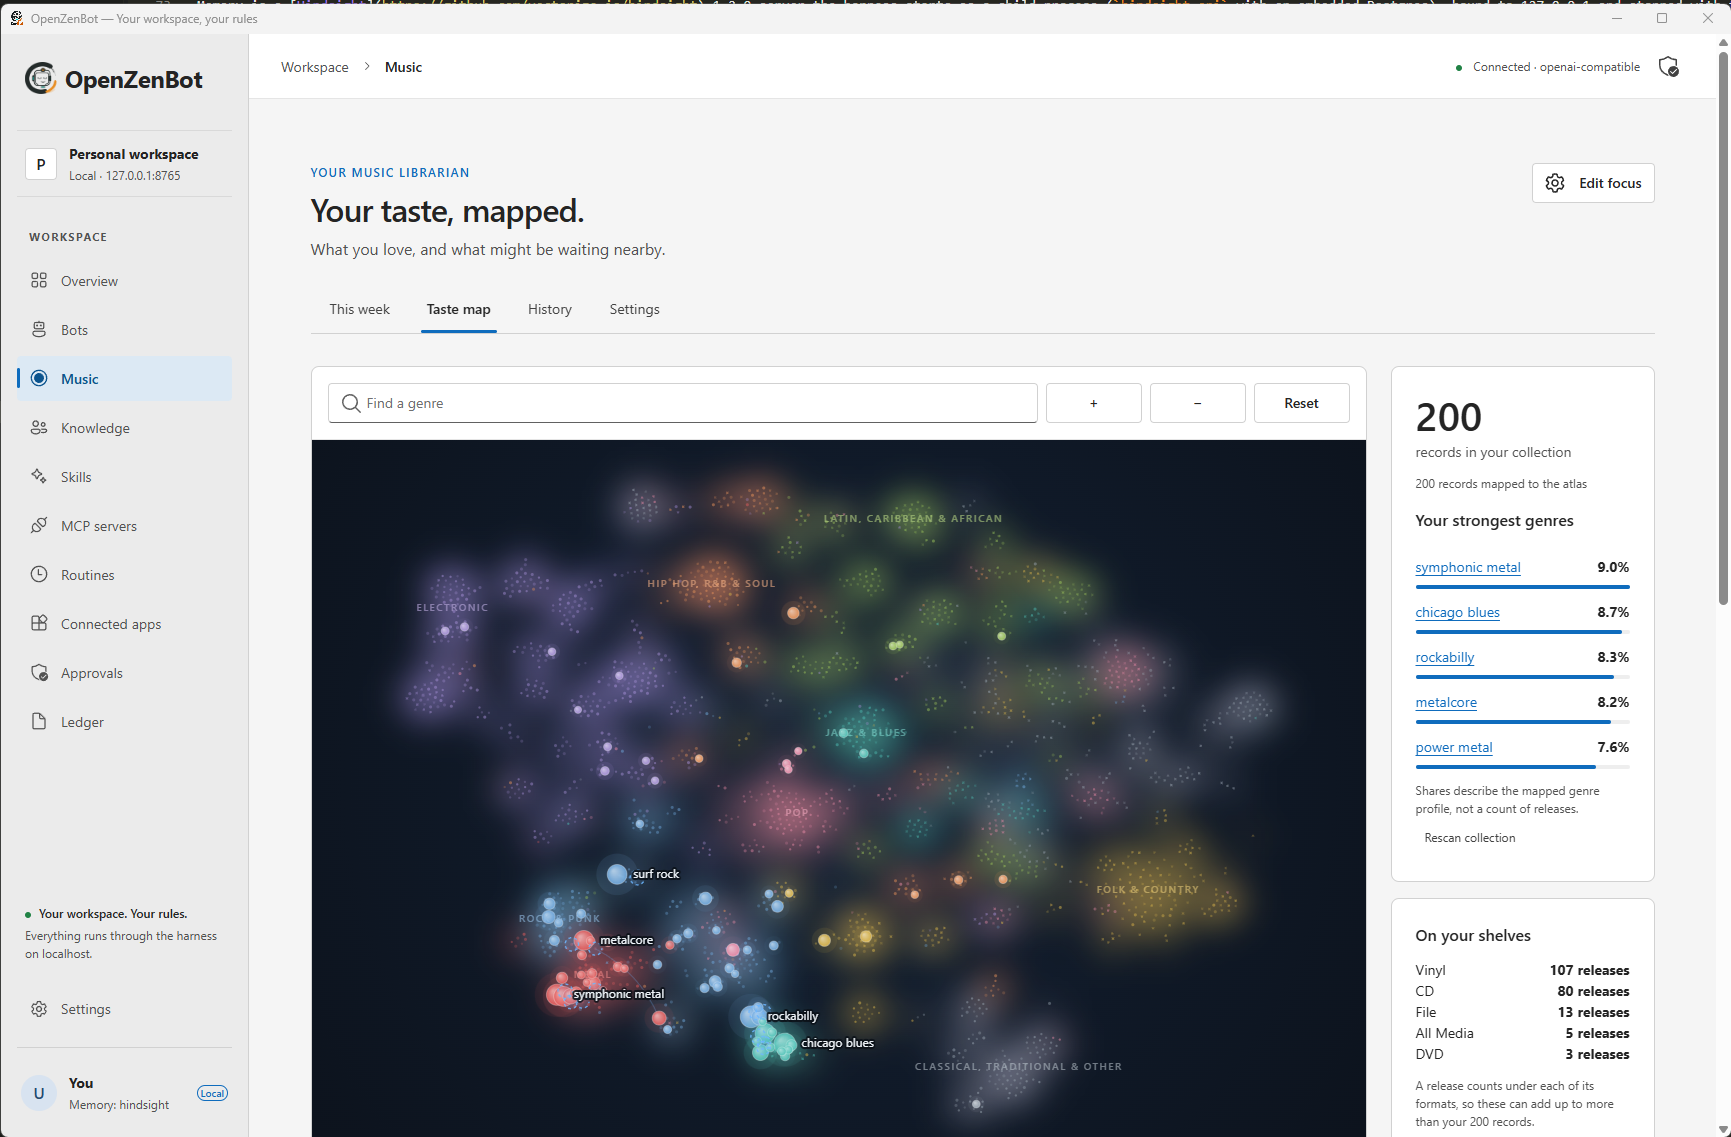 OpenZenBot — Your workspace, your rules
OpenZenBot
P
Personal workspace
Local · 127.0.0.1:8765
WORKSPACE
Overview
Bots
Music
Knowledge
Skills
MCP servers
Routines
Connected apps
Approvals
Ledger
Your workspace. Your rules.
Everything runs through the harness
on localhost.
Settings
U
You
Memory: hindsight
Local
Workspace > Music
Connected · openai-compatible
YOUR MUSIC LIBRARIAN
Your taste, mapped.
What you love, and what might be waiting nearby.
Edit focus
This week
Taste map
History
Settings
Find a genre
+
−
Reset
LATIN, CARIBBEAN & AFRICAN
HIP HOP, R&B & SOUL
ELECTRONIC
JAZZ & BLUES
POP
surf rock
FOLK & COUNTRY
ROCK & PUNK
metalcore
METAL
symphonic metal
rockabilly
chicago blues
CLASSICAL, TRADITIONAL & OTHER
200
records in your collection
200 records mapped to the atlas
Your strongest genres
symphonic metal 9.0%
chicago blues 8.7%
rockabilly 8.3%
metalcore 8.2%
power metal 7.6%
Shares describe the mapped genre
profile, not a count of releases.
Rescan collection
On your shelves
Vinyl 107 releases
CD 80 releases
File 13 releases
All Media 5 releases
DVD 3 releases
A release counts under each of its
formats, so these can add up to more
than your 200 records.